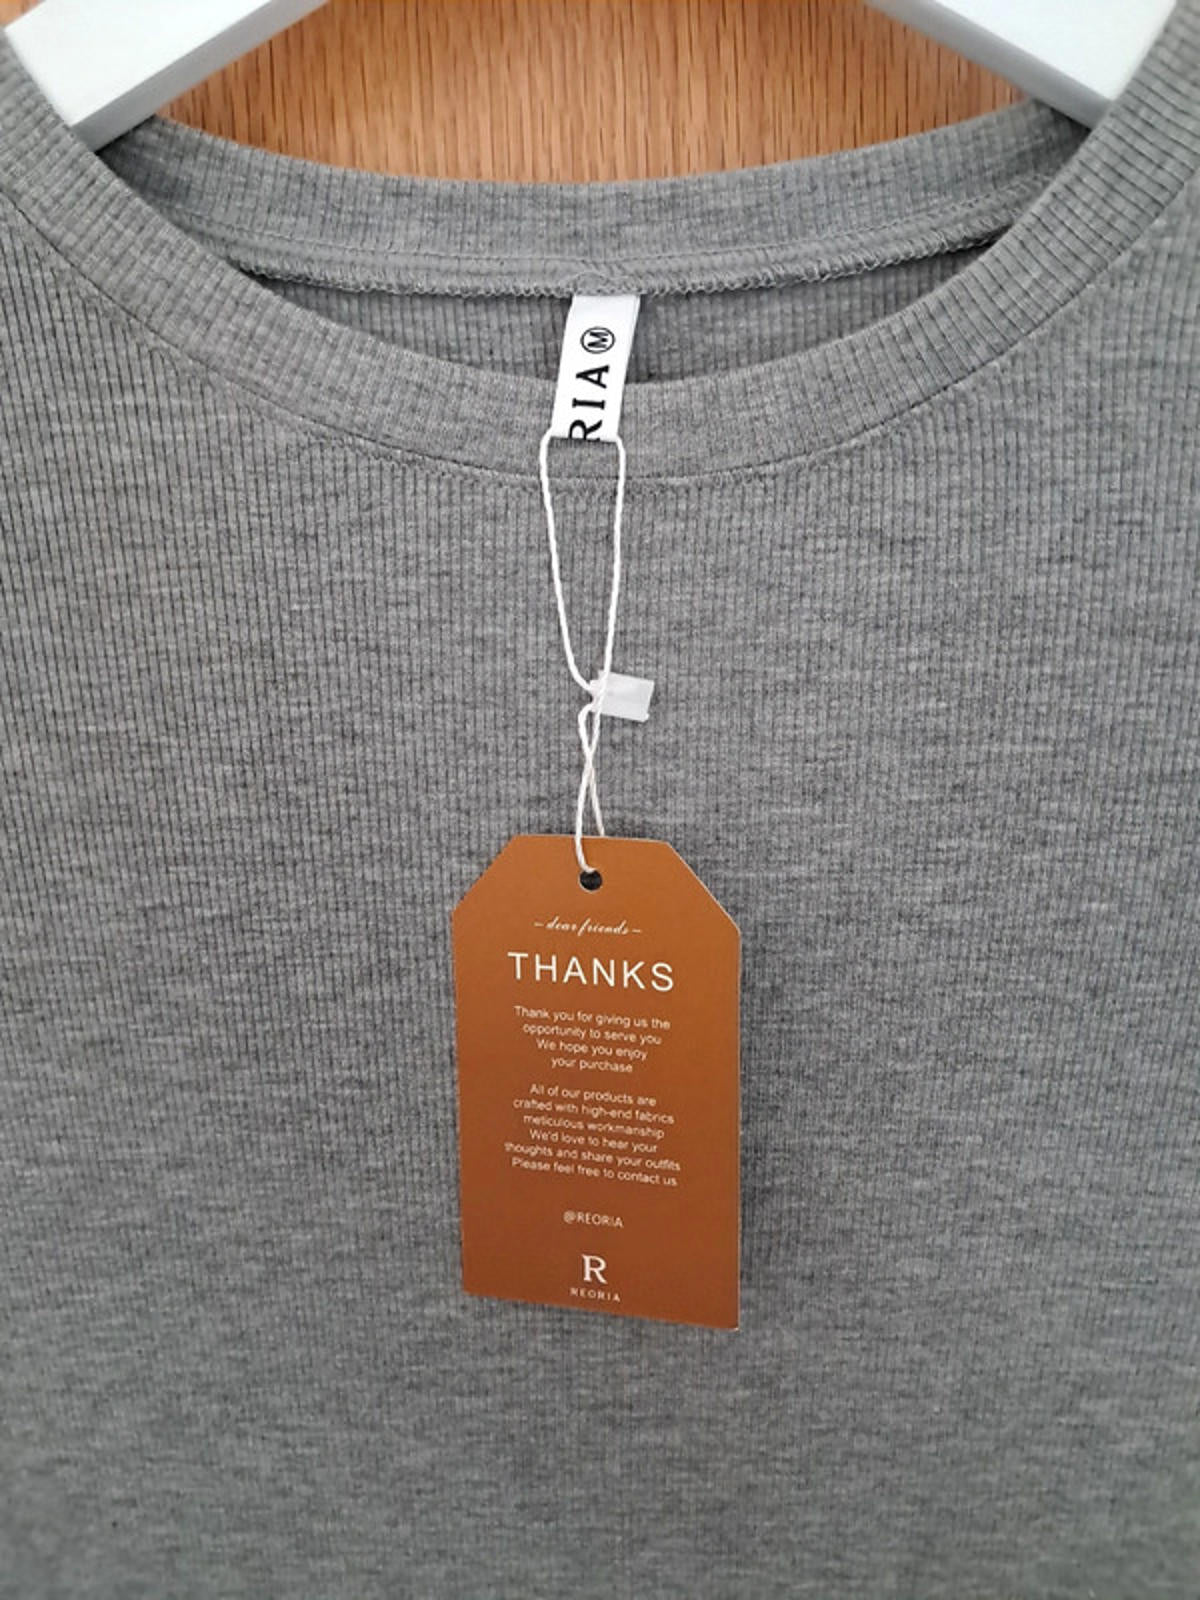 RIA Ⓜ
– dear friends –
THANKS
Thank you for giving us the
opportunity to serve you
We hope you enjoy
your purchase
All of our products are
crafted with high-end fabrics
meticulous workmanship
We'd love to hear your
thoughts and share your outfits
Please feel free to contact us
@REORIA
R
REORIA